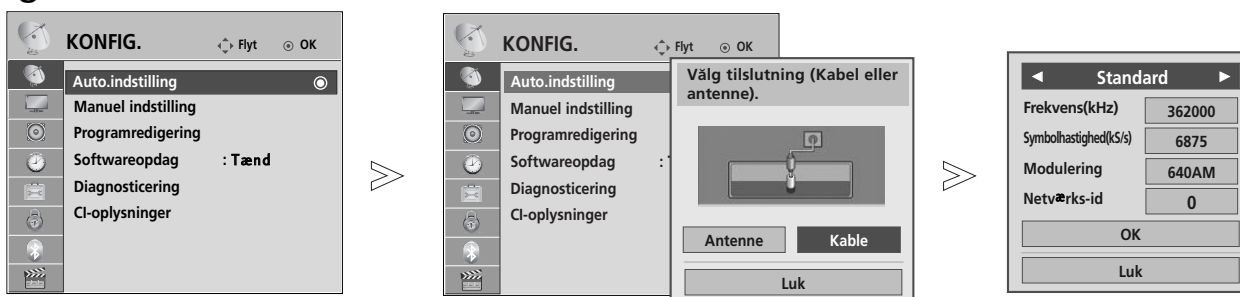 KONFIG. Flyt OK
Auto.indstilling
Manuel indstilling
Programredigering
Softwareopdag : Tænd
Diagnosticering
CI-oplysninger
KONFIG. Flyt OK
Auto.indstilling
Manuel indstilling
Programredigering
Softwareopdag :
Diagnosticering
CI-oplysninger
Välg tilslutning (Kabel eller
antenne).
Antenne Kable
Luk
Standard
Frekvens(kHz) 362000
Symbolhastighed(kS/s) 6875
Modulering 640AM
Netværks-id 0
OK
Luk